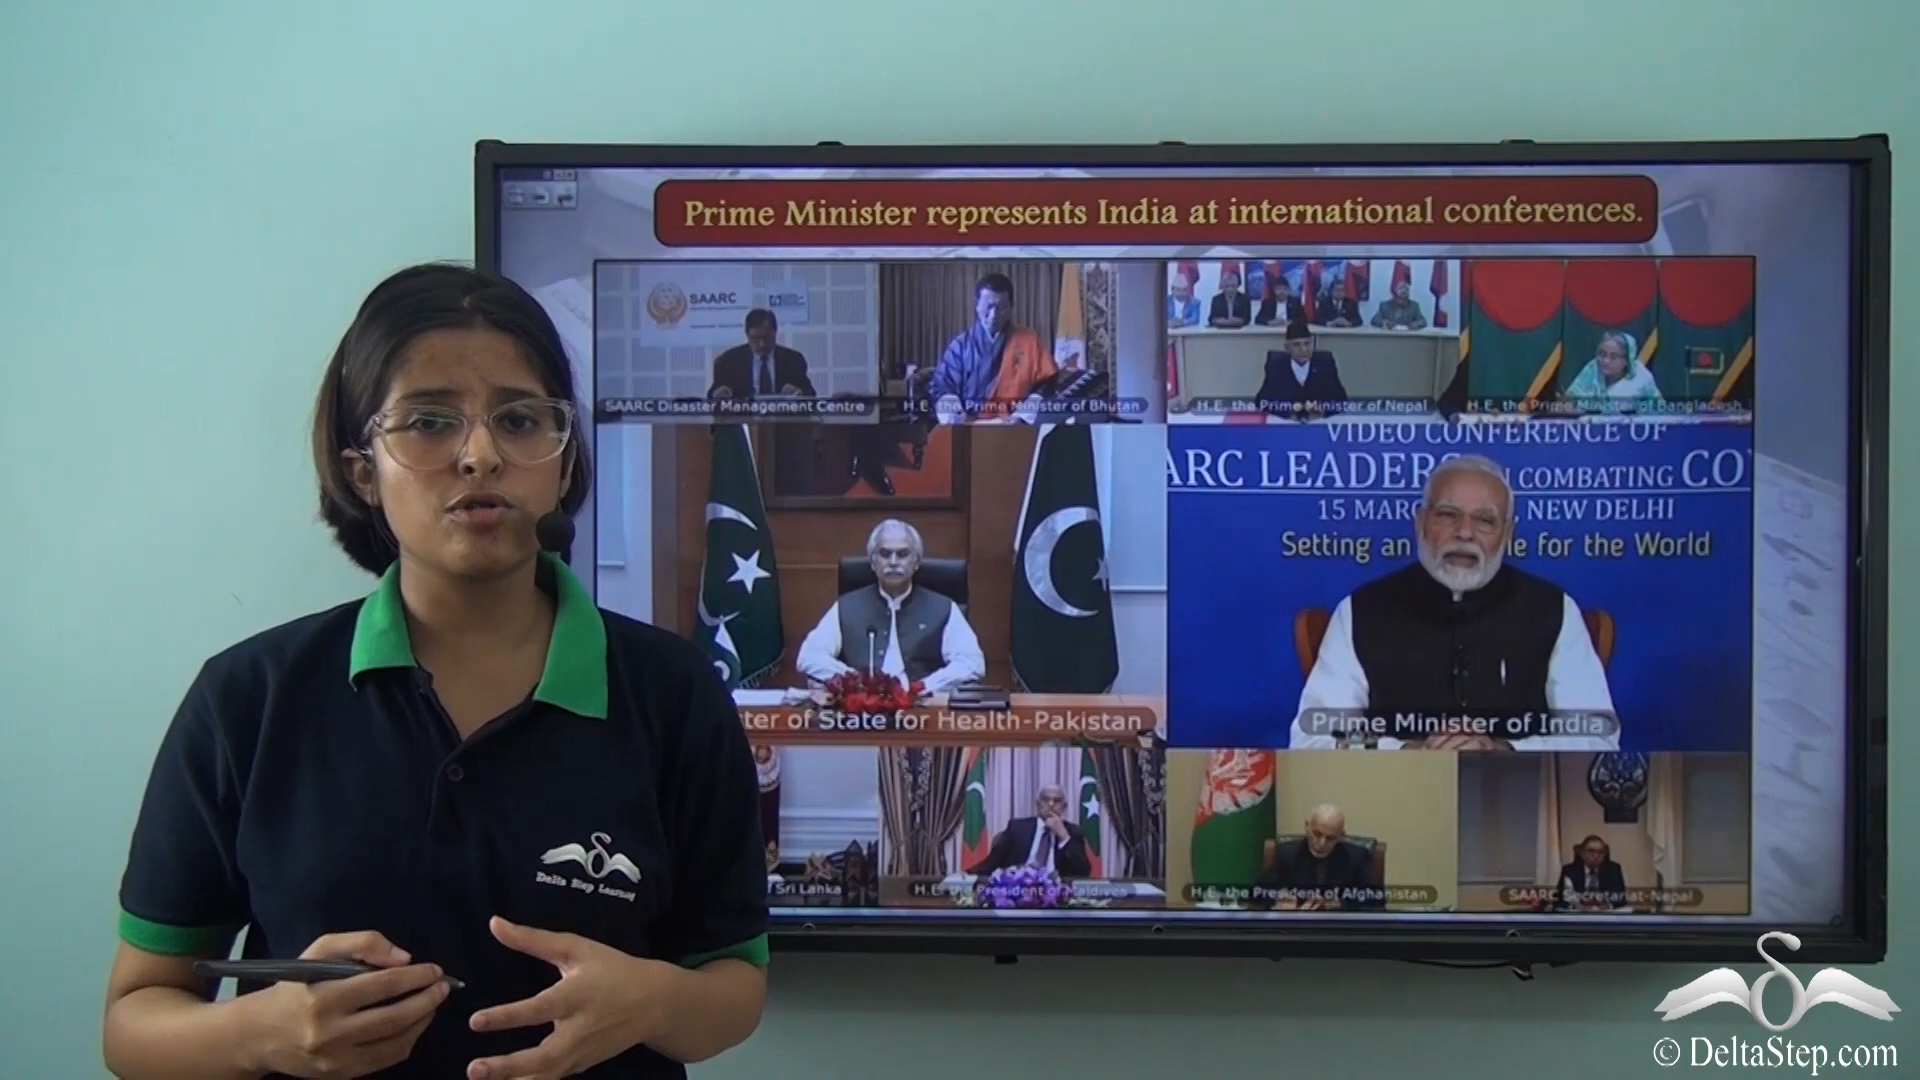 Prime Minister represents India at international conferences.
SAARC
SAARC Disaster Management Centre
H.E. the Prime Minister of Bhutan
H.E. the Prime Minister of Nepal
H.E. the Prime Minister of Bangladesh
VIDEO CONFERENCE OF
ARC LEADERS COMBATING CO
15 MAR , NEW DELHI
Setting an le for the World
ter of State for Health-Pakistan
Prime Minister of India
f Sri Lanka
H.E. the President of Maldives
H.E. the President of Afghanistan
SAARC Secretariat-Nepal
Delta Step Learning
© DeltaStep.com